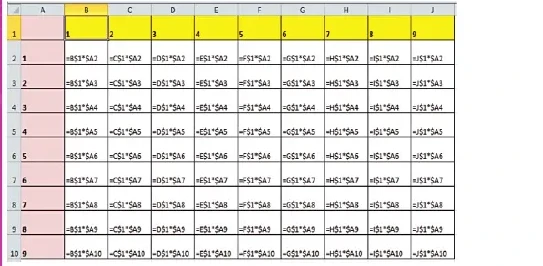 A B C D E F G H I J
1 1 2 3 4 5 6 7 8 9
2 1 =B$1*$A2 =C$1*$A2 =D$1*$A2 =E$1*$A2 =F$1*$A2 =G$1*$A2 =H$1*$A2 =I$1*$A2 =J$1*$A2
3 2 =B$1*$A3 =C$1*$A3 =D$1*$A3 =E$1*$A3 =F$1*$A3 =G$1*$A3 =H$1*$A3 =I$1*$A3 =J$1*$A3
4 3 =B$1*$A4 =C$1*$A4 =D$1*$A4 =E$1*$A4 =F$1*$A4 =G$1*$A4 =H$1*$A4 =I$1*$A4 =J$1*$A4
5 4 =B$1*$A5 =C$1*$A5 =D$1*$A5 =E$1*$A5 =F$1*$A5 =G$1*$A5 =H$1*$A5 =I$1*$A5 =J$1*$A5
6 5 =B$1*$A6 =C$1*$A6 =D$1*$A6 =E$1*$A6 =F$1*$A6 =G$1*$A6 =H$1*$A6 =I$1*$A6 =J$1*$A6
7 6 =B$1*$A7 =C$1*$A7 =D$1*$A7 =E$1*$A7 =F$1*$A7 =G$1*$A7 =H$1*$A7 =I$1*$A7 =J$1*$A7
8 7 =B$1*$A8 =C$1*$A8 =D$1*$A8 =E$1*$A8 =F$1*$A8 =G$1*$A8 =H$1*$A8 =I$1*$A8 =J$1*$A8
9 8 =B$1*$A9 =C$1*$A9 =D$1*$A9 =E$1*$A9 =F$1*$A9 =G$1*$A9 =H$1*$A9 =I$1*$A9 =J$1*$A9
10 9 =B$1*$A10 =C$1*$A10 =D$1*$A10 =E$1*$A10 =F$1*$A10 =G$1*$A10 =H$1*$A10 =I$1*$A10 =J$1*$A10